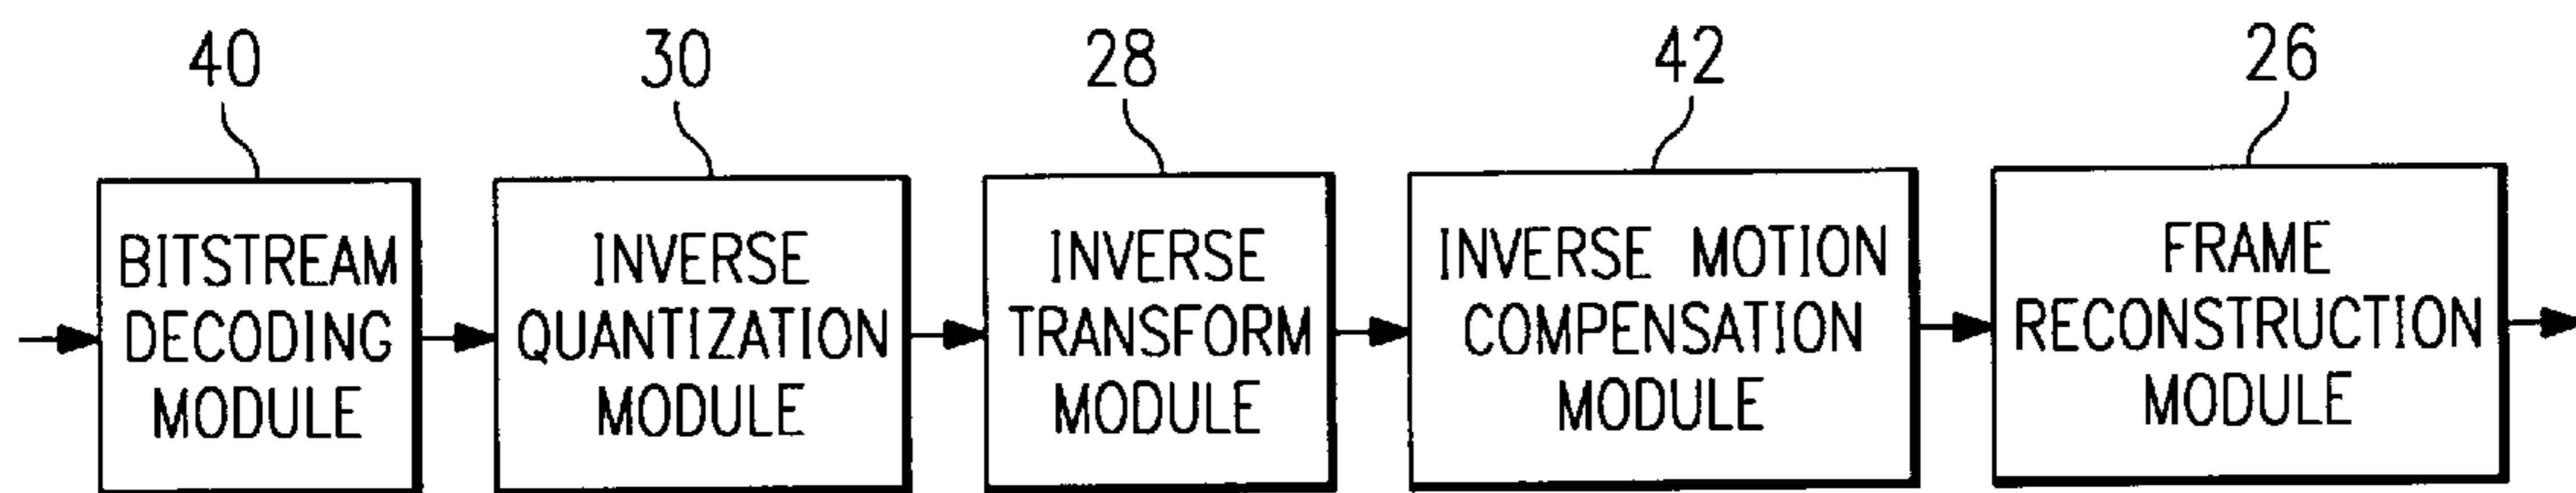 40
30
28
42
26
BITSTREAM
DECODING
MODULE
INVERSE
QUANTIZATION
MODULE
INVERSE
TRANSFORM
MODULE
INVERSE MOTION
COMPENSATION
MODULE
FRAME
RECONSTRUCTION
MODULE